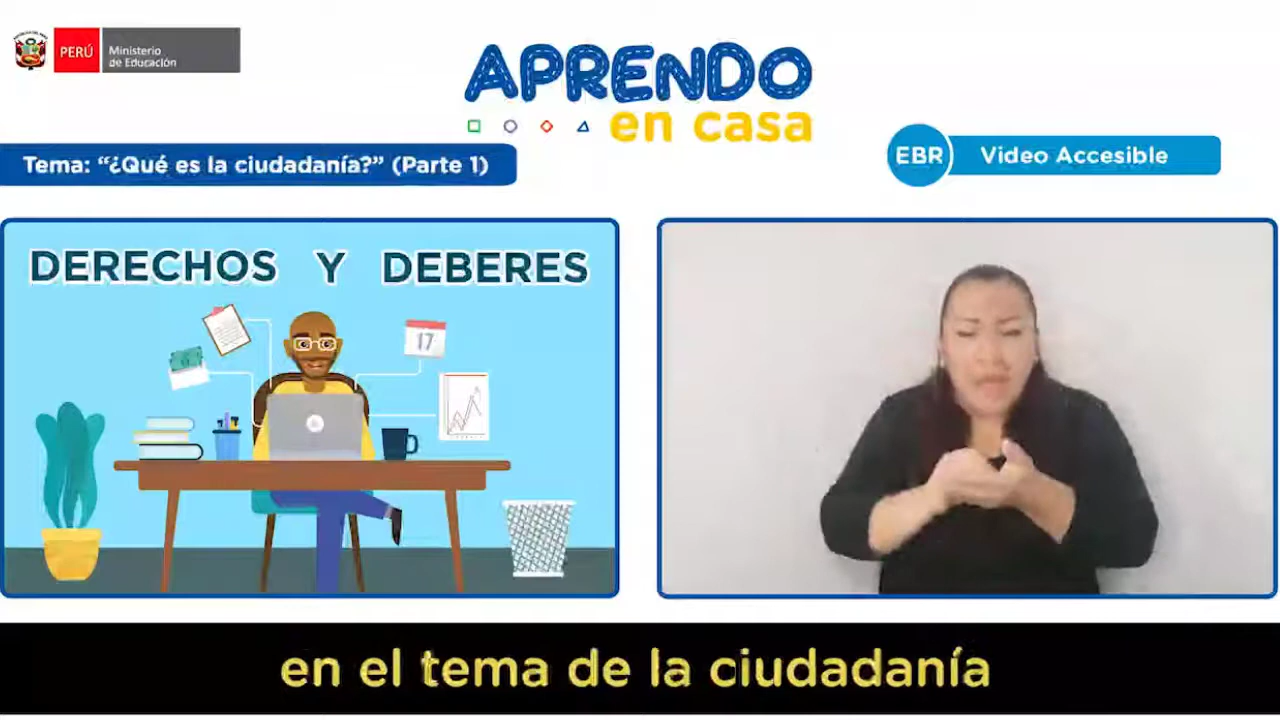 PERÚ
Ministerio
de Educación
APRENDO
en casa
Tema: “¿Qué es la ciudadanía?” (Parte 1)
EBR
Video Accesible
DERECHOS Y DEBERES
17
en el tema de la ciudadanía